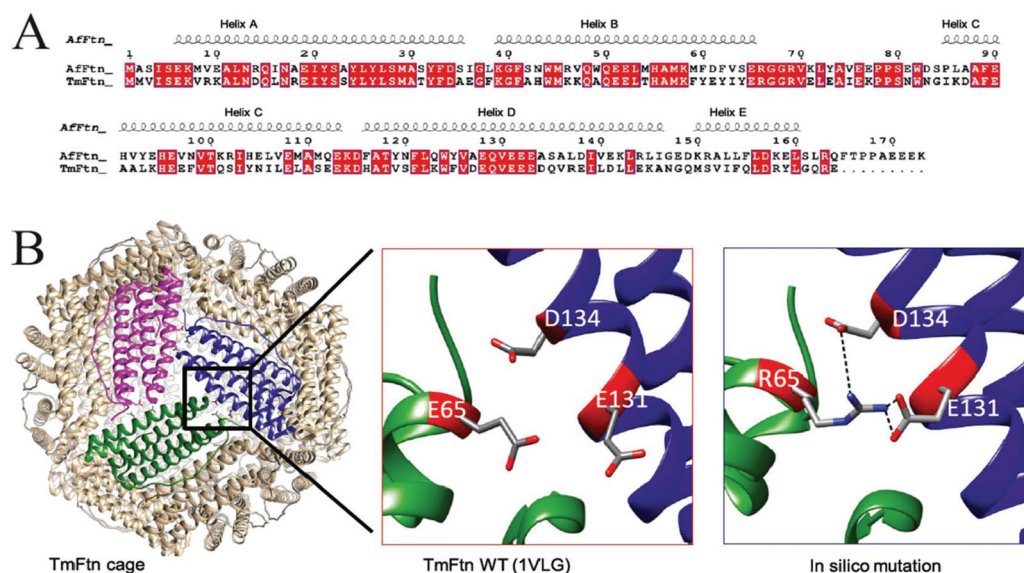 A
Helix A Helix B Helix C
AfFtn_
1 10 20 30 40 50 60 70 80 90
AfFtn_ MASISEKMVEALNRQINAEIYSAYLYLSMASYFDSIGLKGFSNWMRVQWQEELMHAMKMFDFVSERGGRVKLYAVEEPPSEWDSPLAAFE
TmFtn_ MMVISEKVRKALNDQLNREIYSSYLYLSMATYFDAEGFKGFAHWMKKQAQEELTHAMKFYEYIYERGGRVELEAIEKPPSNWNGIKDAFE
Helix C Helix D Helix E
AfFtn_
100 110 120 130 140 150 160 170
AfFtn_ HVYEHEVNVTKRIHELVEMAMQEKDFATYNFLQWYVAEQVEEEASALDIVEKLRLIGEDKRALLFLDKELSLRQFTPPAEEEK
TmFtn_ AALKHEEFVTQSIYNILELASEEKDHATVSFLKWFVDEQVEEEDQVREILDLLEKANGQMSVIFQLDRYLGQRE.........
B
D134
E65
E131
D134
R65
E131
TmFtn cage
TmFtn WT (1VLG)
In silico mutation